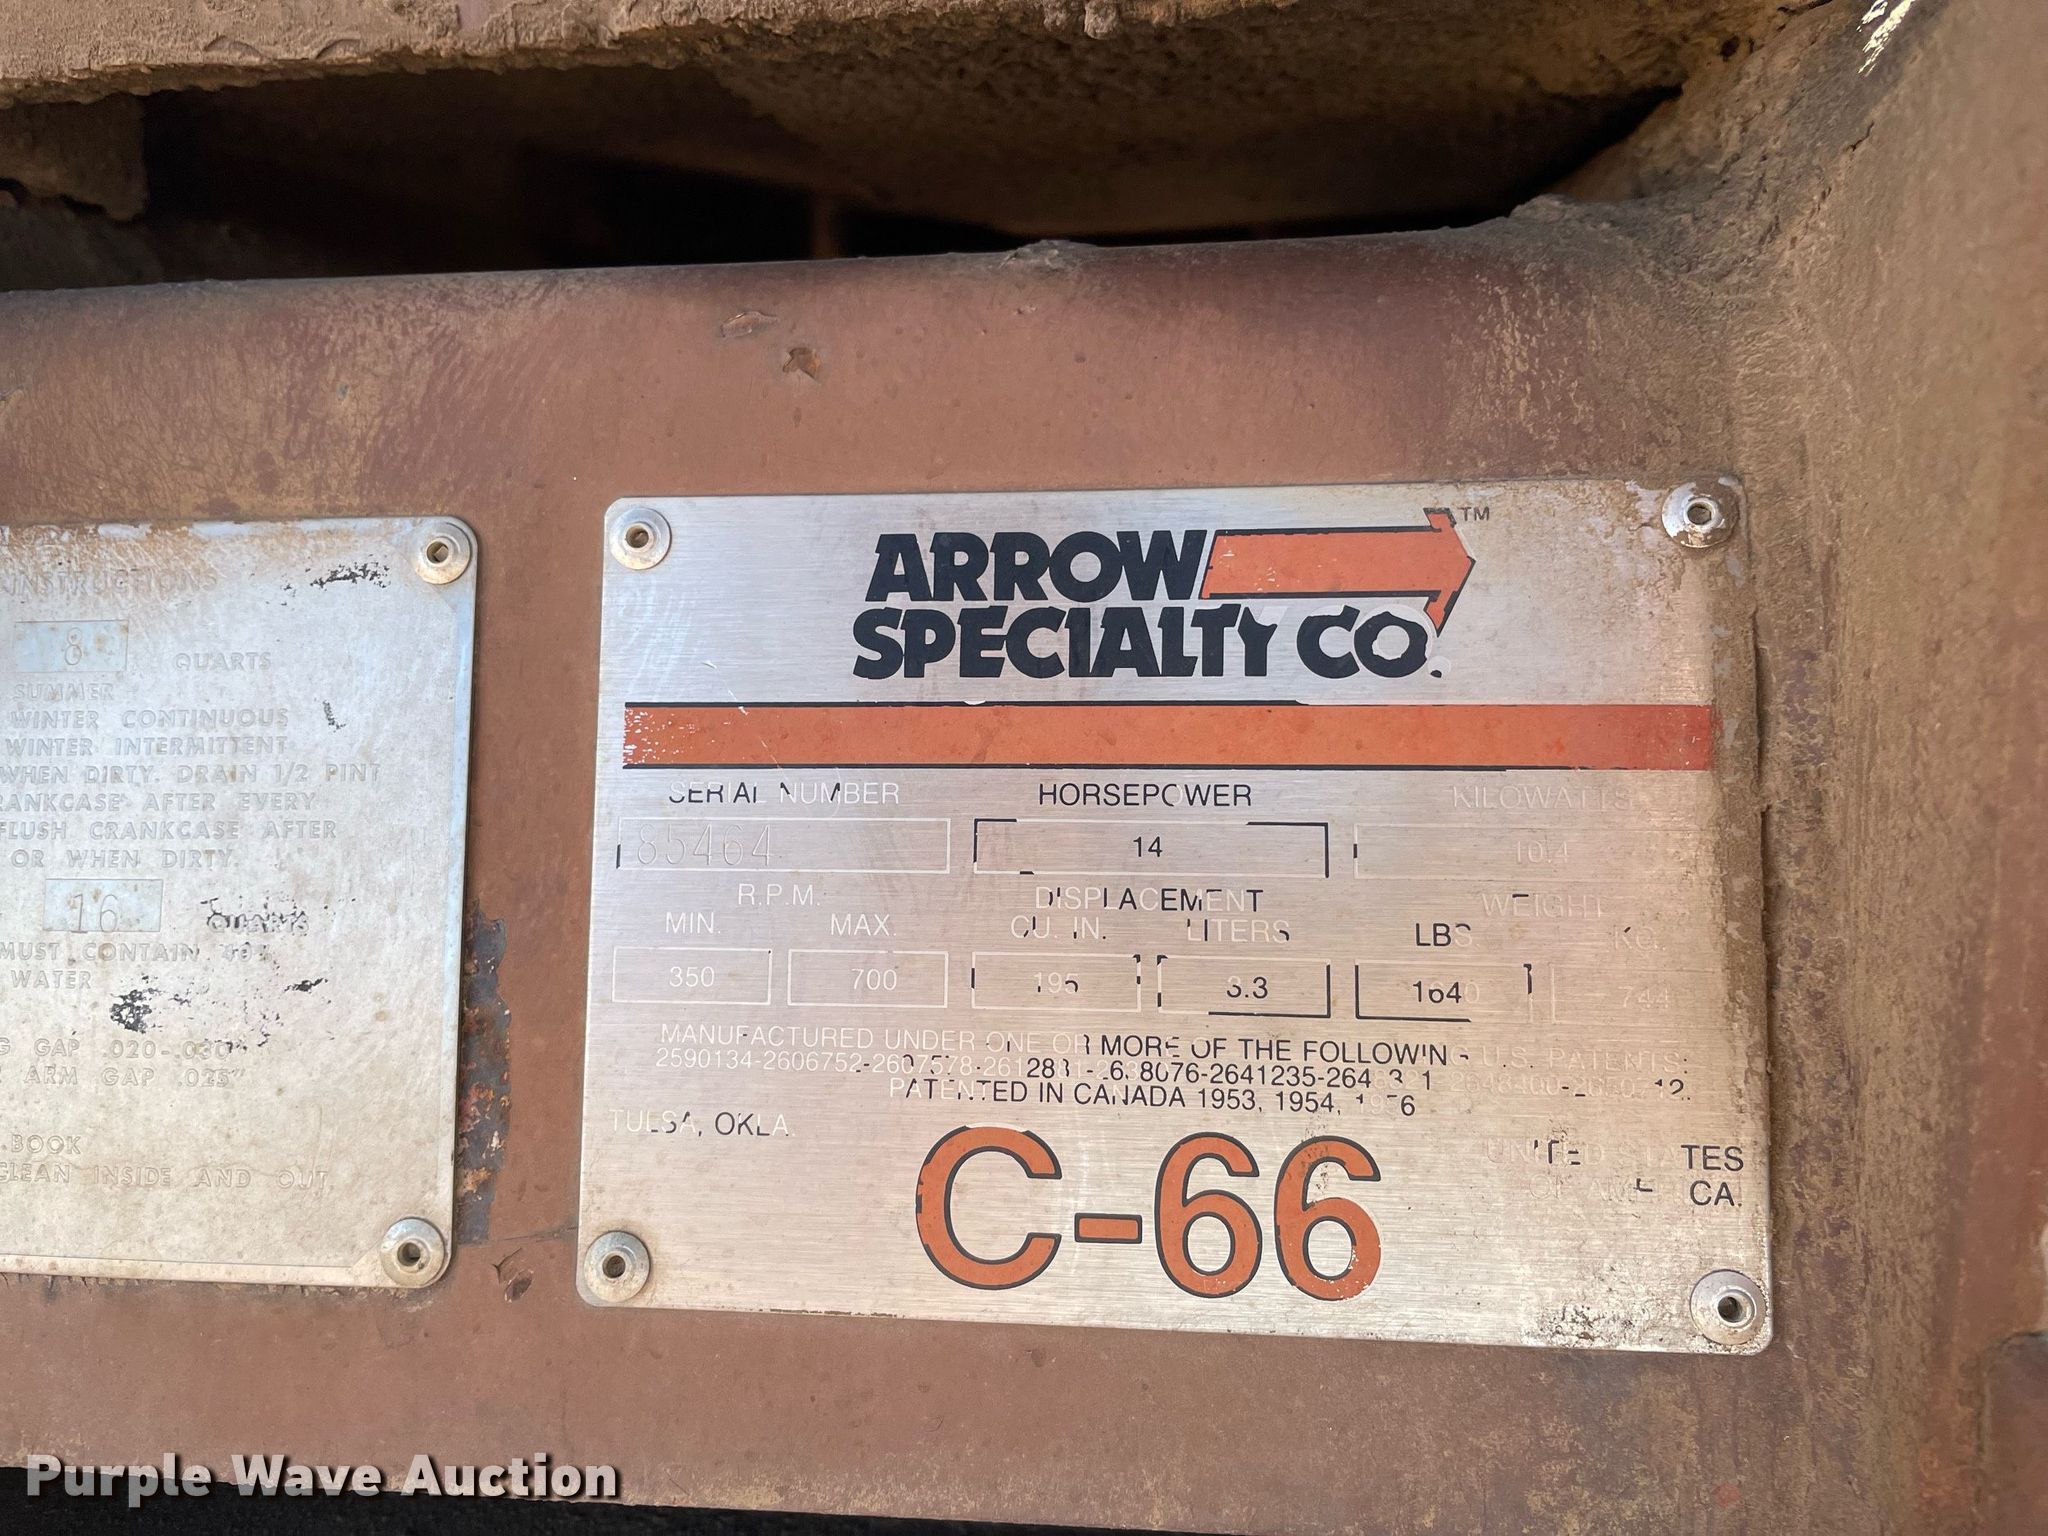 INSTRUCTIONS
8 QUARTS
SUMMER
WINTER CONTINUOUS
WINTER INTERMITTENT
WHEN DIRTY. DRAIN 1/2 PINT
RANKCASE AFTER EVERY
FLUSH CRANKCASE AFTER
OR WHEN DIRTY.
16 QUARTS
MUST CONTAIN
WATER
G GAP .020-.030"
R ARM GAP .025"
BOOK
CLEAN INSIDE AND OUT.
ARROW TM
SPECIALTY CO.
SERIAL NUMBER HORSEPOWER KILOWATTS
85464 14 10.4
R.P.M. DISPLACEMENT WEIGHT
MIN. MAX. CU. IN. LITERS LBS KG.
350 700 195 3.3 1640 744
MANUFACTURED UNDER ONE OR MORE OF THE FOLLOWING U.S. PATENTS:
2590134-2606752-2607578-
PATENTED IN CANADA 1953, 1954, 1956
TULSA, OKLA.
C-66
UNITED STATES
OF AMERICA.
Purple Wave Auction